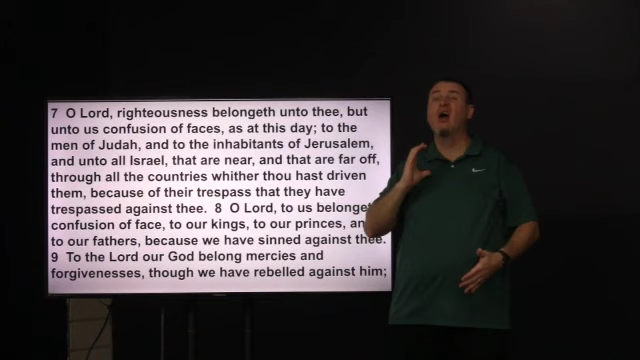 7 O Lord, righteousness belongeth unto thee, but
unto us confusion of faces, as at this day; to the
men of Judah, and to the inhabitants of Jerusalem,
and unto all Israel, that are near, and that are far off,
through all the countries whither thou hast driven
them, because of their trespass that they have
trespassed against thee. 8 O Lord, to us belonget
confusion of face, to our kings, to our princes, an
to our fathers, because we have sinned against thee.
9 To the Lord our God belong mercies and
forgivenesses, though we have rebelled against him;